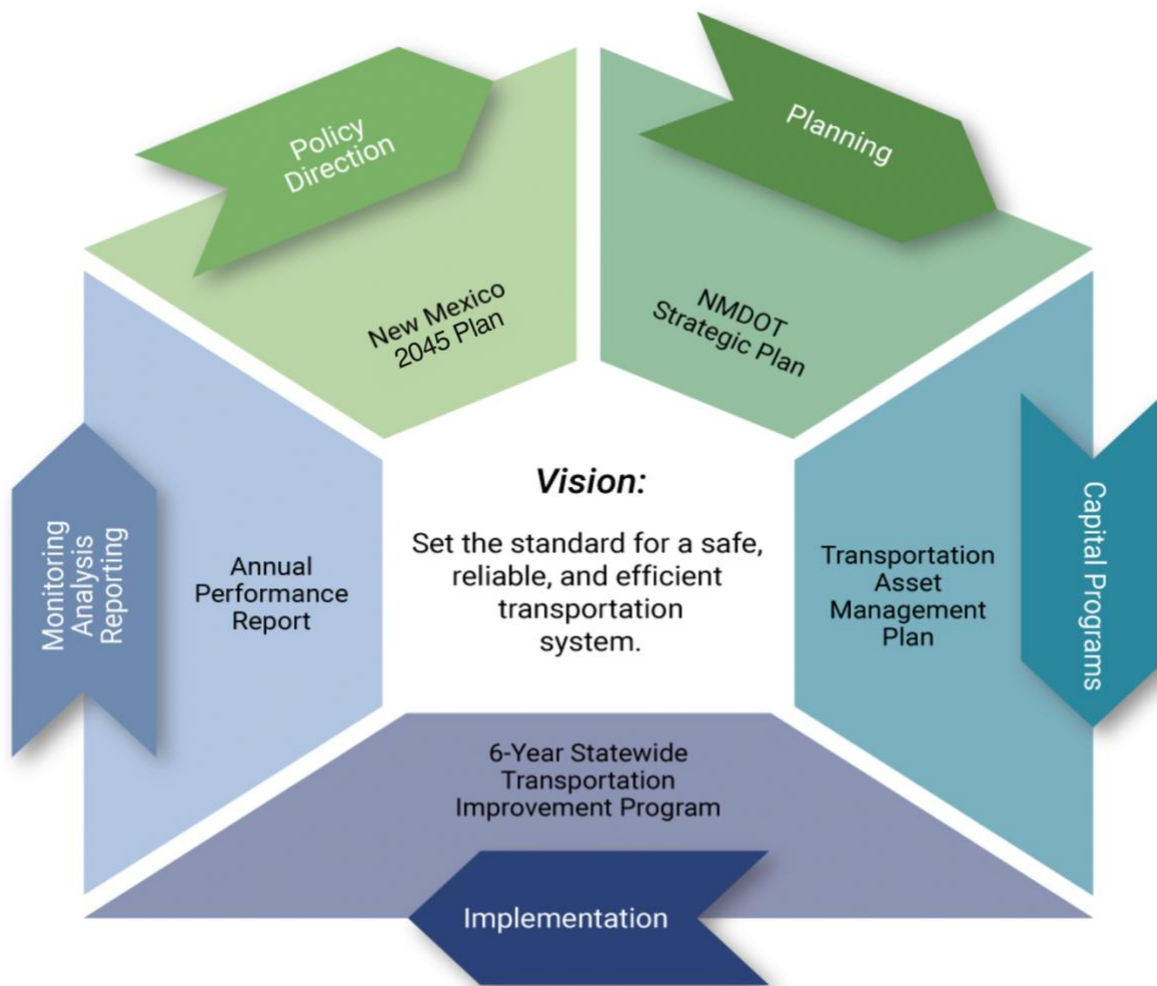 Policy
Direction
New Mexico
2045 Plan
Planning
NMDOT
Strategic Plan
Capital Programs
Transportation
Asset
Management
Plan
Implementation
6-Year Statewide
Transportation
Improvement Program
Monitoring
Analysis
Reporting
Annual
Performance
Report
Vision:
Set the standard for a safe,
reliable, and efficient
transportation
system.